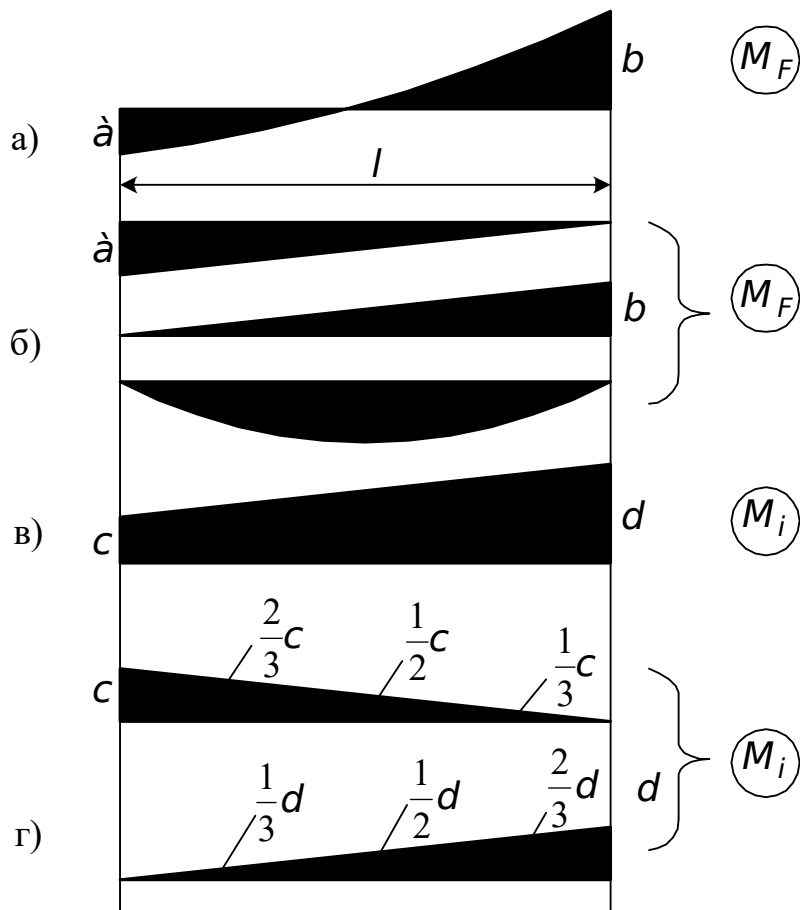 b M_F
а) à
l
à
b M_F
б)
в) c d M_i
2/3 c 1/2 c 1/3 c
c
M_i
1/3 d 1/2 d 2/3 d d
г)